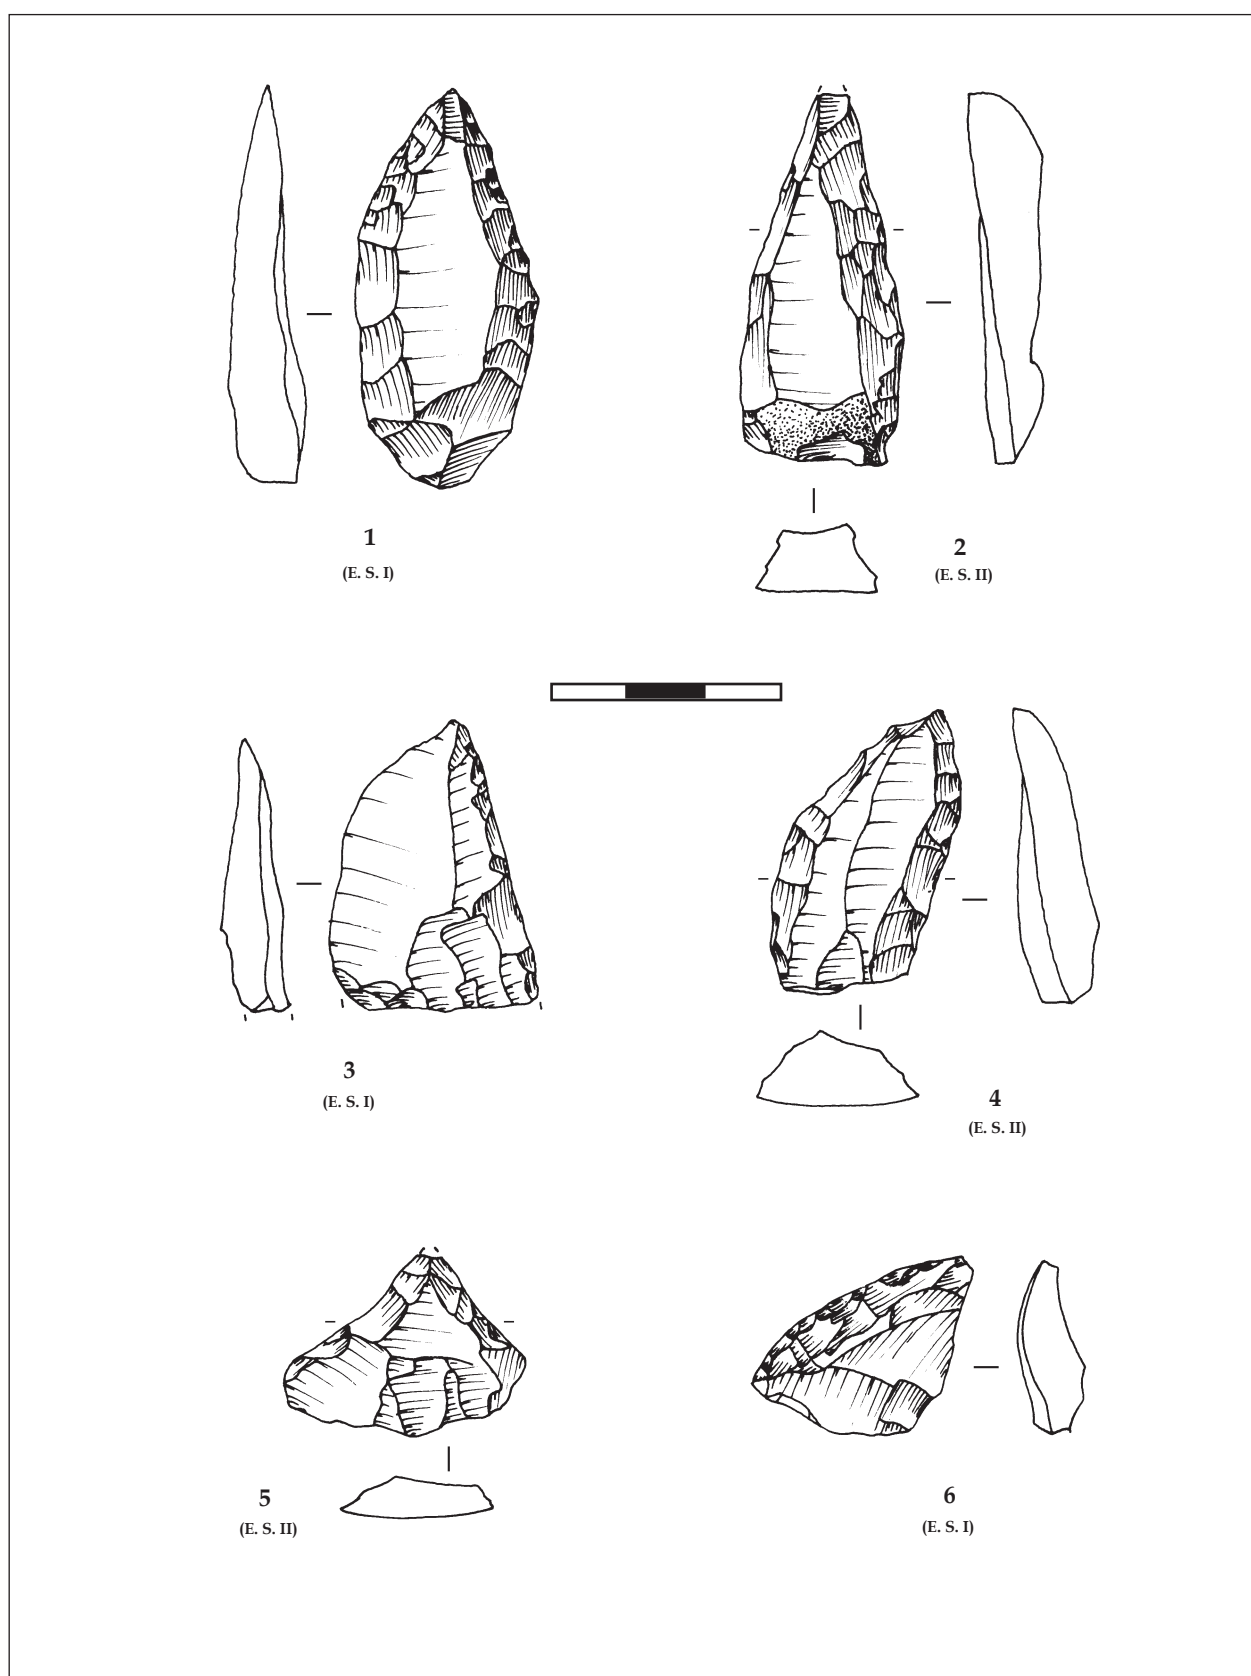 1
(E. S. I)
2
(E. S. II)
3
(E. S. I)
4
(E. S. II)
5
(E. S. II)
6
(E. S. I)